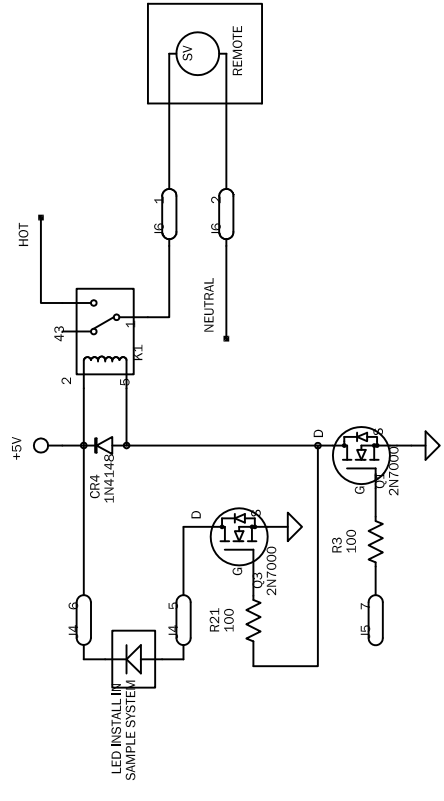 SV
REMOTE
J6 1
J6 2
HOT
NEUTRAL
43
1
K1
2
5
+5V
CR4
1N4148
D
G
S
Q1
2N7000
D
G
S
Q3
2N7000
R3
100
R21
100
J4 6
J4 5
J5 7
LED INSTALL IN
SAMPLE SYSTEM